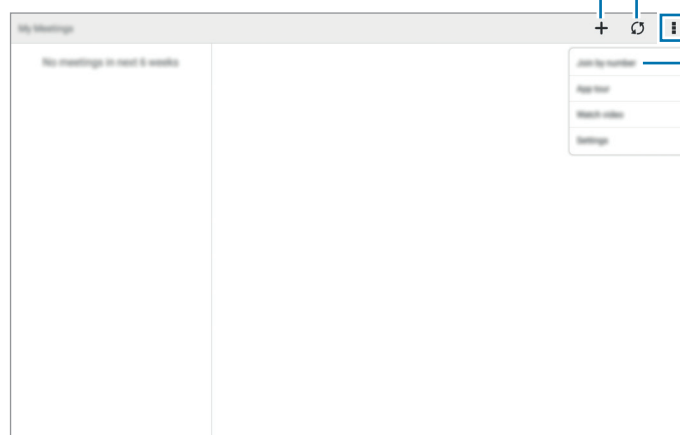 My Meetings
No meetings in next 6 weeks
Join by number
App tour
Watch video
Settings